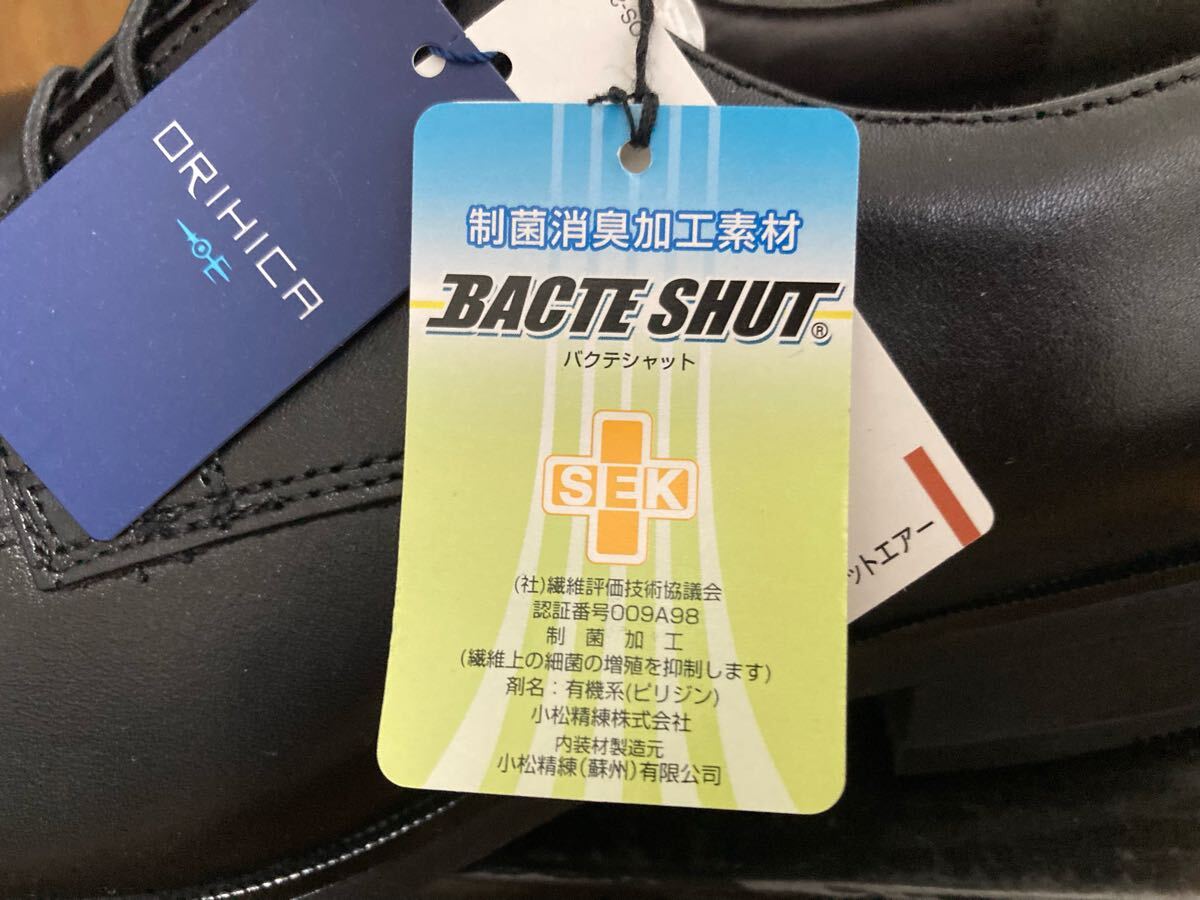 ORIHICA
OS-2
制菌消臭加工素材
BACTE SHUT®
バクテシャット
SEK
(社)繊維評価技術協議会
認証番号009A98
制菌加工
(繊維上の細菌の増殖を抑制します)
剤名：有機系(ピリジン)
小松精練株式会社
内装材製造元
小松精練(蘇州)有限公司
ットエアー